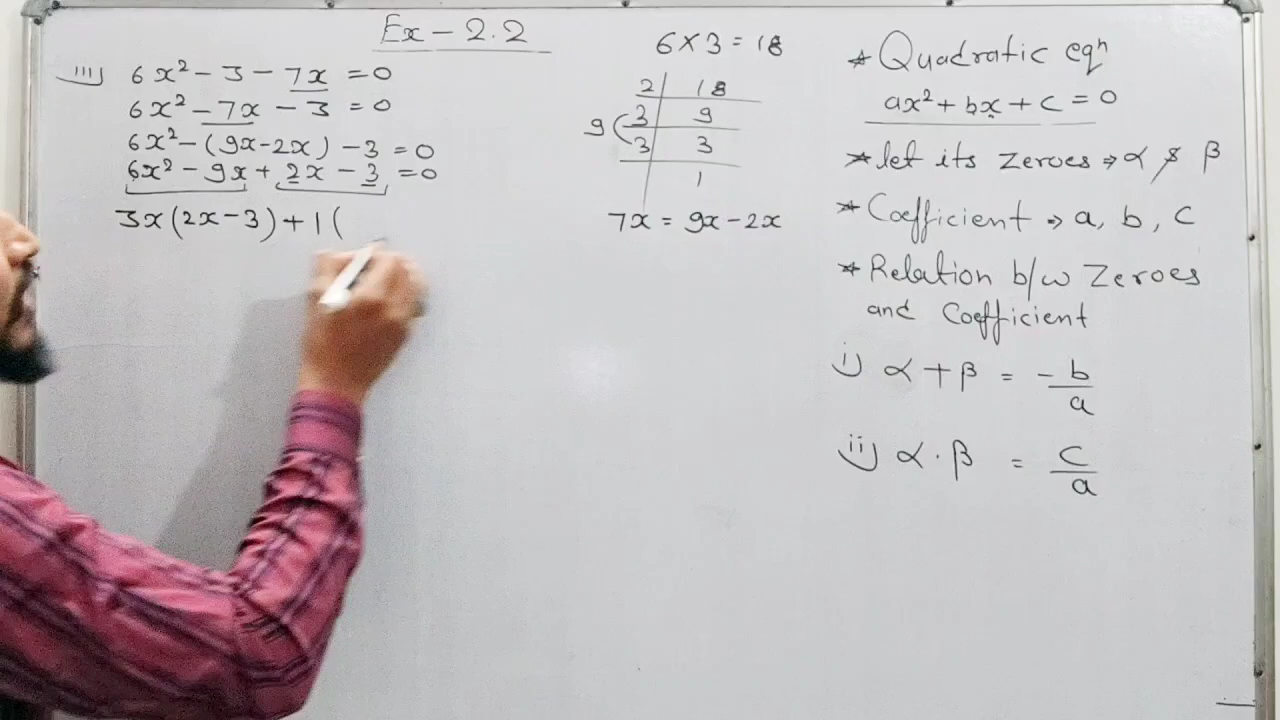 Ex - 2.2
iii) 6x² - 3 - 7x = 0
6x² - 7x - 3 = 0
6x² - (9x-2x) - 3 = 0
6x² - 9x + 2x - 3 = 0
3x(2x-3) + 1(
6 × 3 = 18
2 | 18
9 ( 3 | 9
3 | 3
1
7x = 9x - 2x
* Quadratic eqⁿ
ax² + bx + c = 0
* let its Zeroes ⇒ α & β
* Coefficient → a, b, c
* Relation b/w Zeroes
and Coefficient
i) α + β = -b/a
ii) α · β = c/a